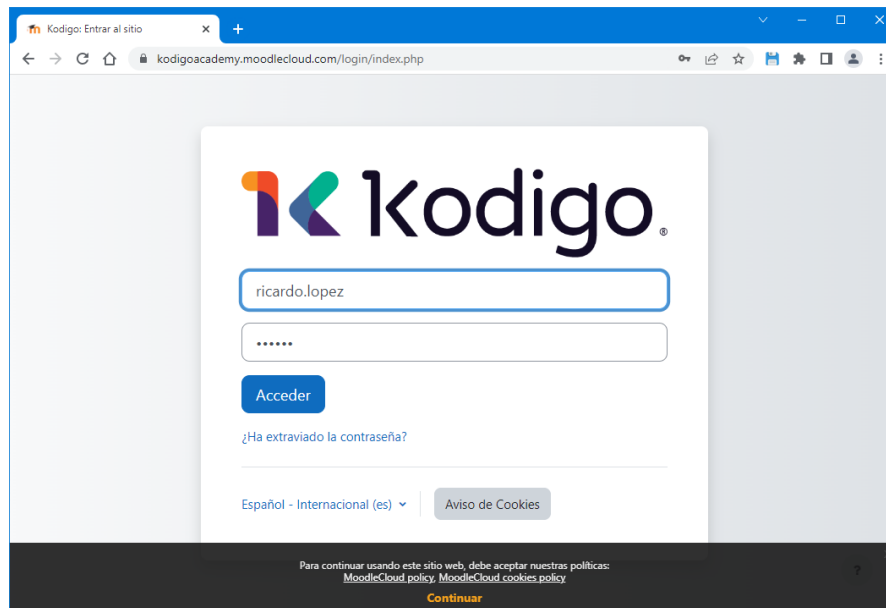 Kodigo: Entrar al sitio
kodigoacademy.moodlecloud.com/login/index.php
kodigo®
ricardo.lopez
••••••
Acceder
¿Ha extraviado la contraseña?
Español - Internacional (es)
Aviso de Cookies
Para continuar usando este sitio web, debe aceptar nuestras políticas:
MoodleCloud policy, MoodleCloud cookies policy
Continuar
?